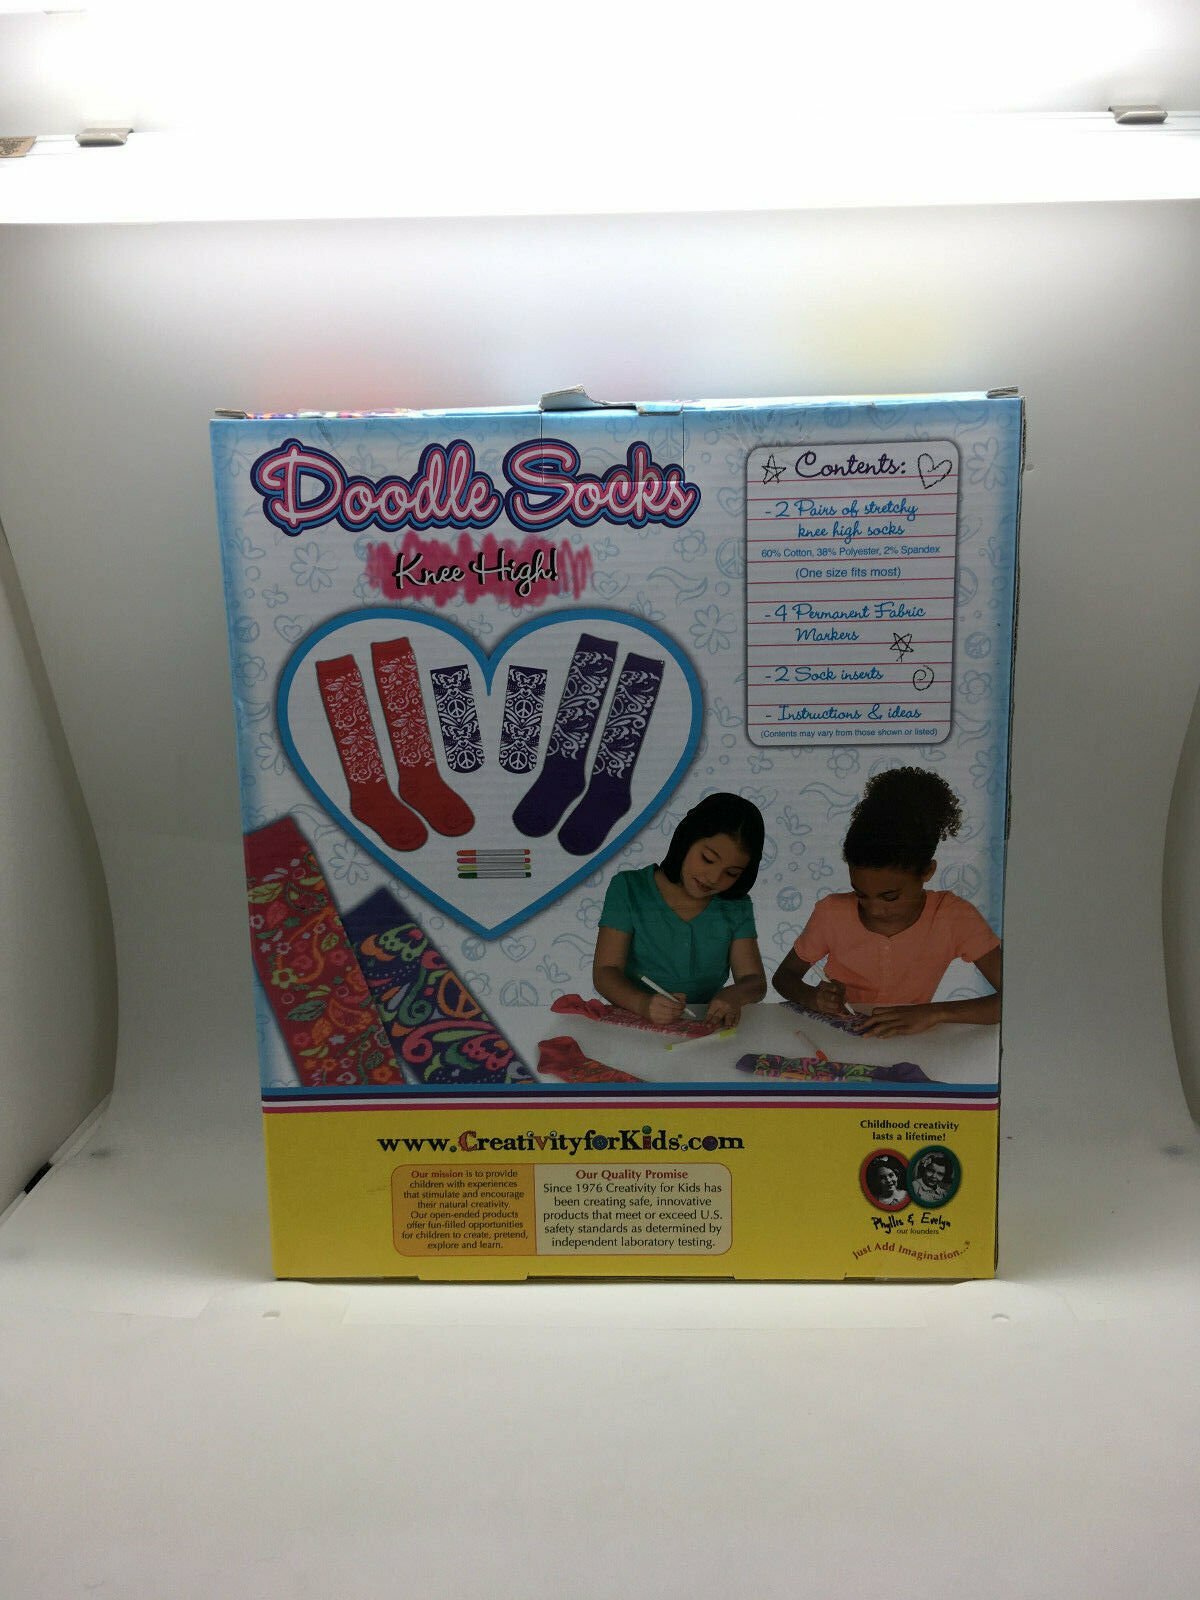 Doodle Socks
Knee High!
Contents:
- 2 Pairs of stretchy
knee high socks
60% Cotton, 38% Polyester, 2% Spandex
(One size fits most)
- 4 Permanent Fabric
Markers
- 2 Sock inserts
- Instructions & ideas
(Contents may vary from those shown or listed)
www.CreativityforKids.com
Our mission is to provide
children with experiences
that stimulate and encourage
their natural creativity.
Our open-ended products
offer fun-filled opportunities
for children to create, pretend,
explore and learn.
Our Quality Promise
Since 1976 Creativity for Kids has
been creating safe, innovative
products that meet or exceed U.S.
safety standards as determined by
independent laboratory testing.
Childhood creativity
lasts a lifetime!
Phyllis & Evelyn
our founders
Just Add Imagination...®